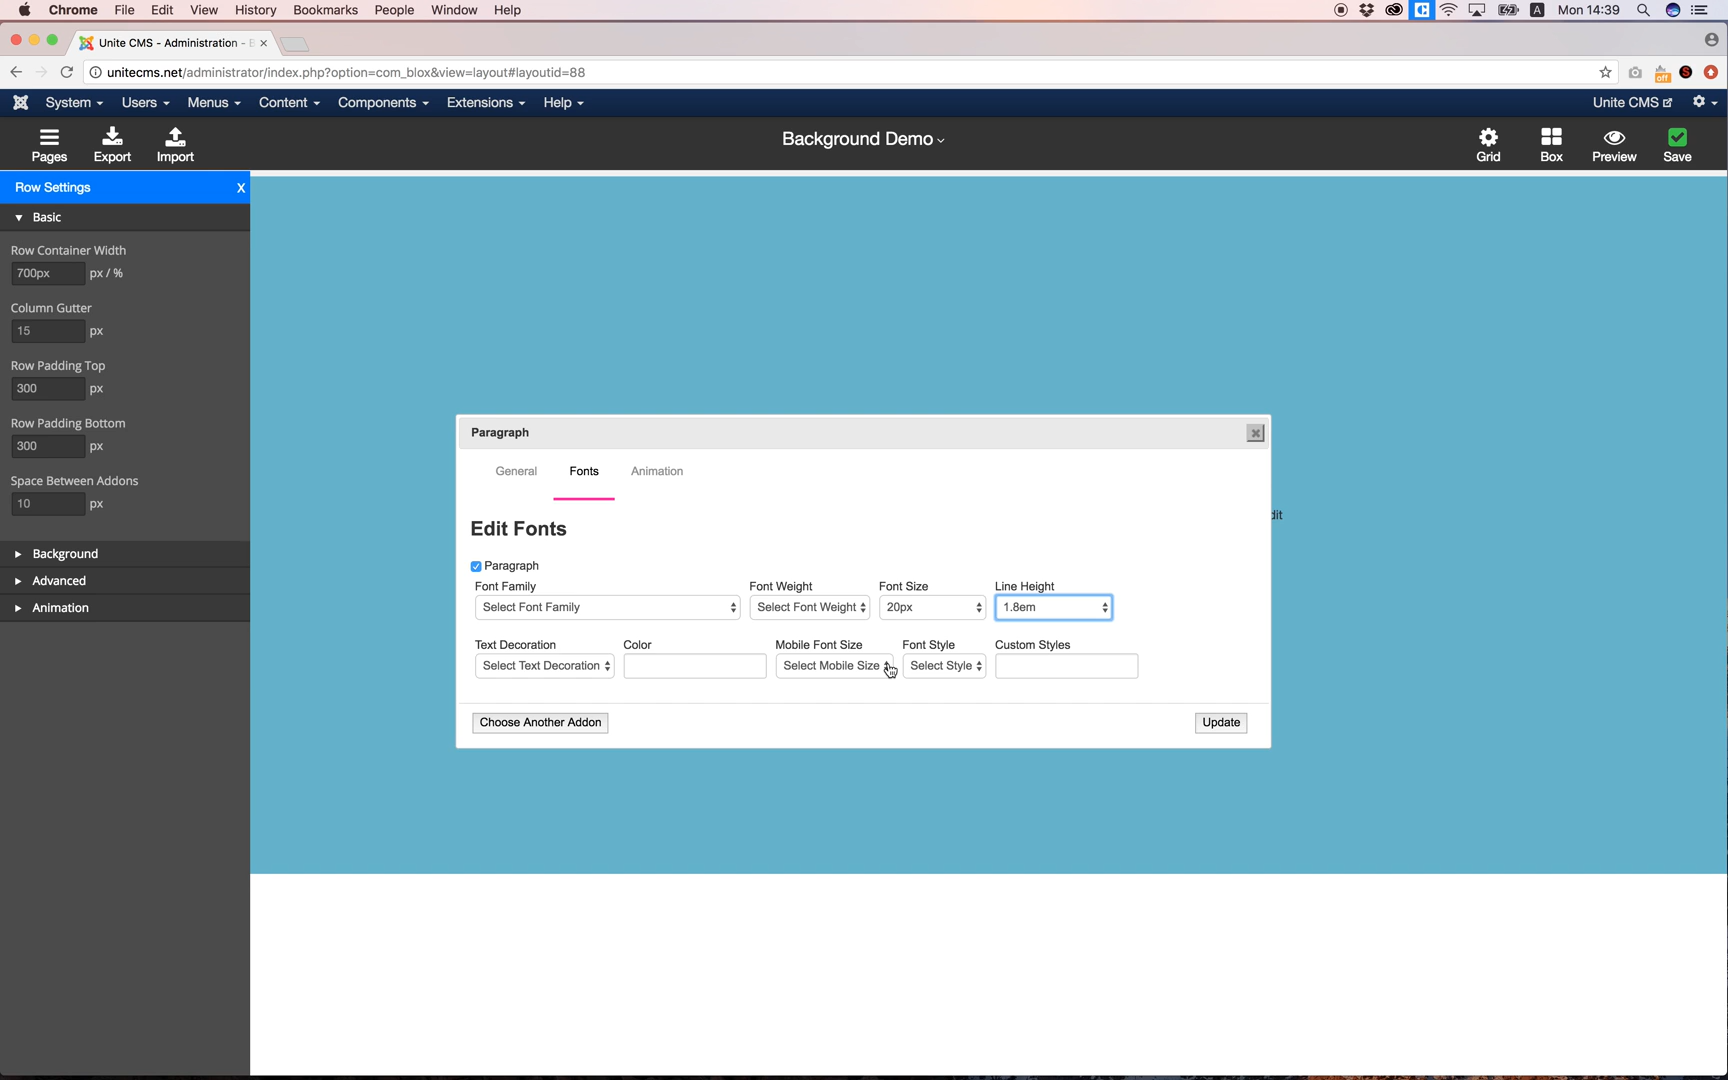 Chrome File Edit View History Bookmarks People Window Help A Mon 14:39
Unite CMS - Administration -
unitecms.net/administrator/index.php?option=com_blox&view=layout#layoutid=88 off S
System Users Menus Content Components Extensions Help Unite CMS
Pages Export Import Background Demo Grid Box Preview Save
Row Settings X
Basic
Row Container Width
700px px / %
Column Gutter
15 px
Row Padding Top
300 px
Row Padding Bottom
300 px
Space Between Addons
10 px
Background
Advanced
Animation
Paragraph
General Fonts Animation
dit
Edit Fonts
Paragraph
Font Family Font Weight Font Size Line Height
Select Font Family Select Font Weight 20px 1.8em
Text Decoration Color Mobile Font Size Font Style Custom Styles
Select Text Decoration Select Mobile Size Select Style
Choose Another Addon Update